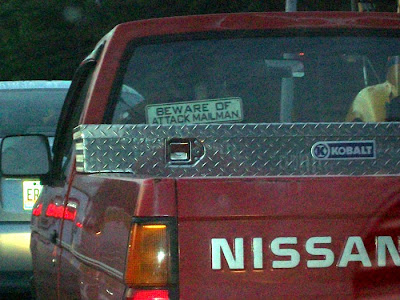 BEWARE OF
ATTACK MAILMAN
KOBALT
NISSAN